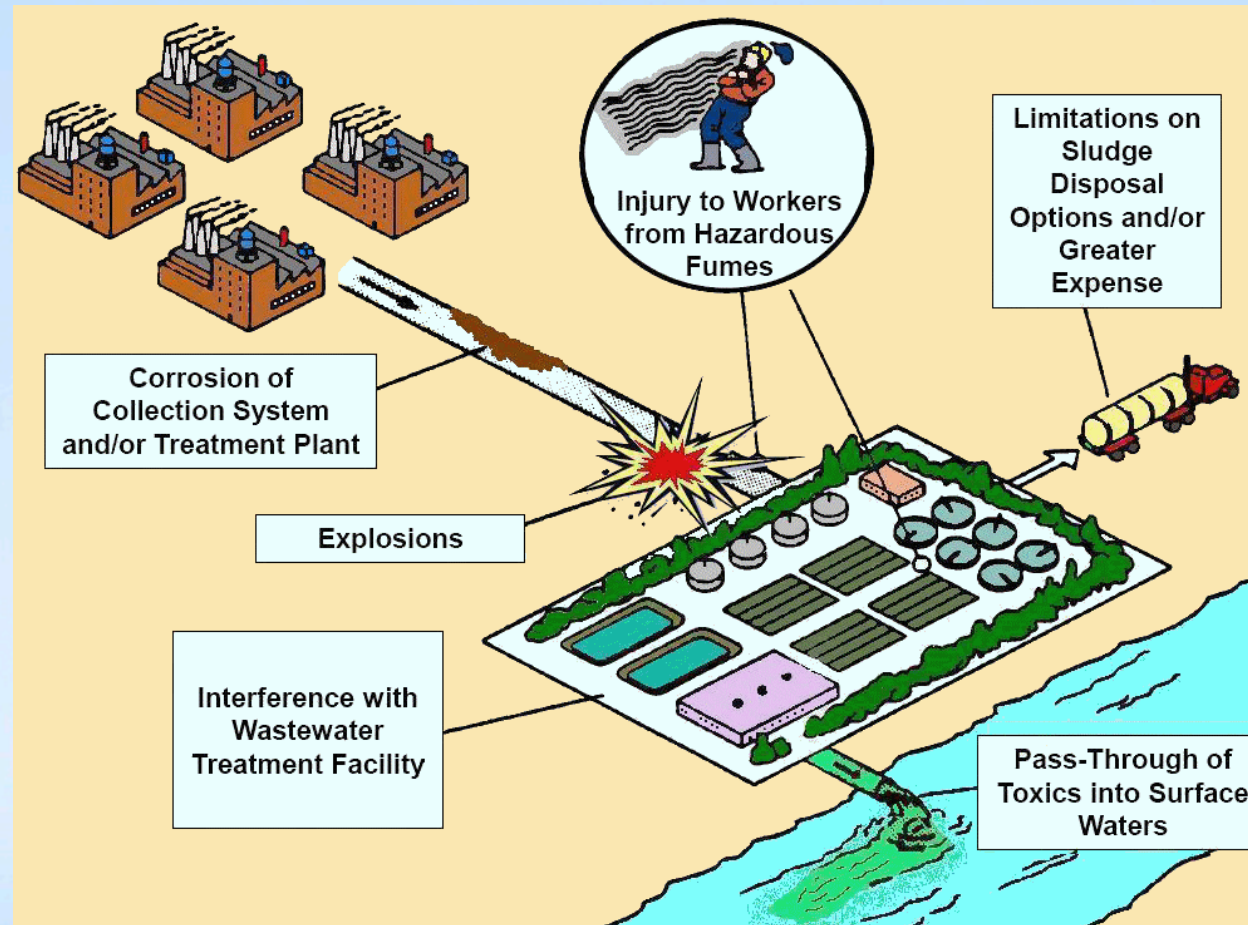 Injury to Workers
from Hazardous
Fumes
Limitations on
Sludge
Disposal
Options and/or
Greater
Expense
Corrosion of
Collection System
and/or Treatment Plant
Explosions
Interference with
Wastewater
Treatment Facility
Pass-Through of
Toxics into Surface
Waters